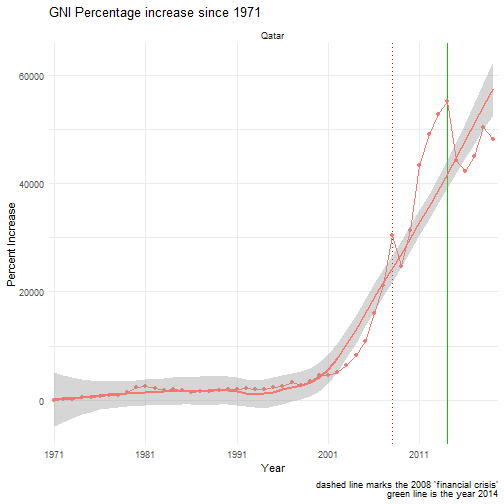 GNI Percentage increase since 1971
Qatar
60000
40000
20000
0
Percent Increase
1971 1981 1991 2001 2011
Year
dashed line marks the 2008 `financial crisis'
green line is the year 2014